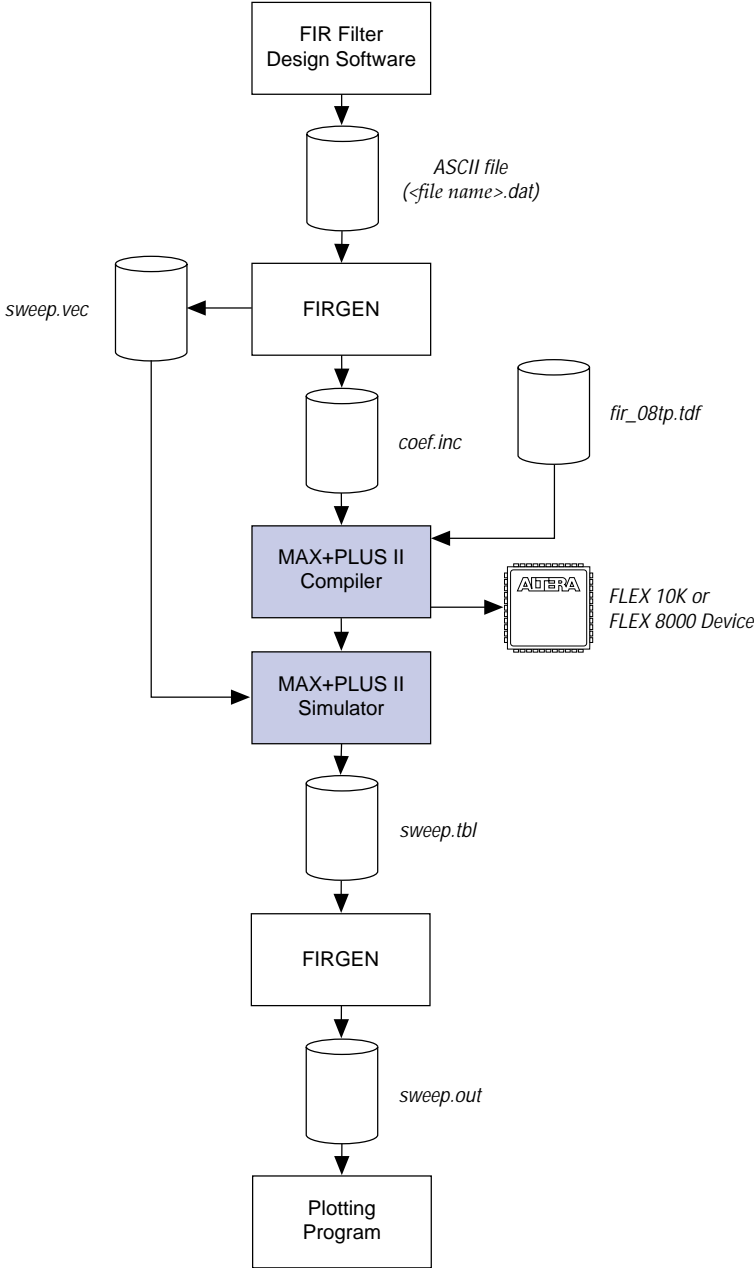 FIR Filter
Design Software
ASCII file
(<file name>.dat)
sweep.vec
FIRGEN
coef.inc
fir_08tp.tdf
MAX+PLUS II
Compiler
ALTERA
FLEX 10K or
FLEX 8000 Device
MAX+PLUS II
Simulator
sweep.tbl
FIRGEN
sweep.out
Plotting
Program